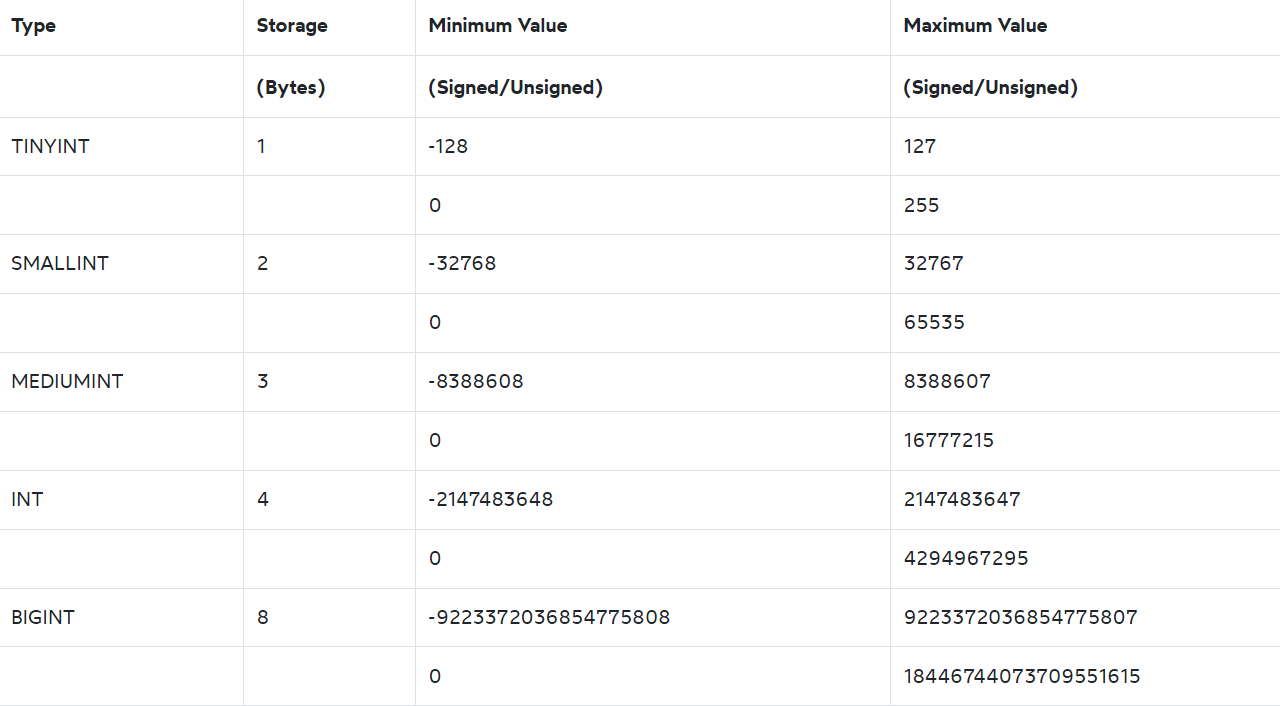 Type Storage Minimum Value Maximum Value
(Bytes) (Signed/Unsigned) (Signed/Unsigned)
TINYINT 1 -128 127
0 255
SMALLINT 2 -32768 32767
0 65535
MEDIUMINT 3 -8388608 8388607
0 16777215
INT 4 -2147483648 2147483647
0 4294967295
BIGINT 8 -9223372036854775808 9223372036854775807
0 18446744073709551615